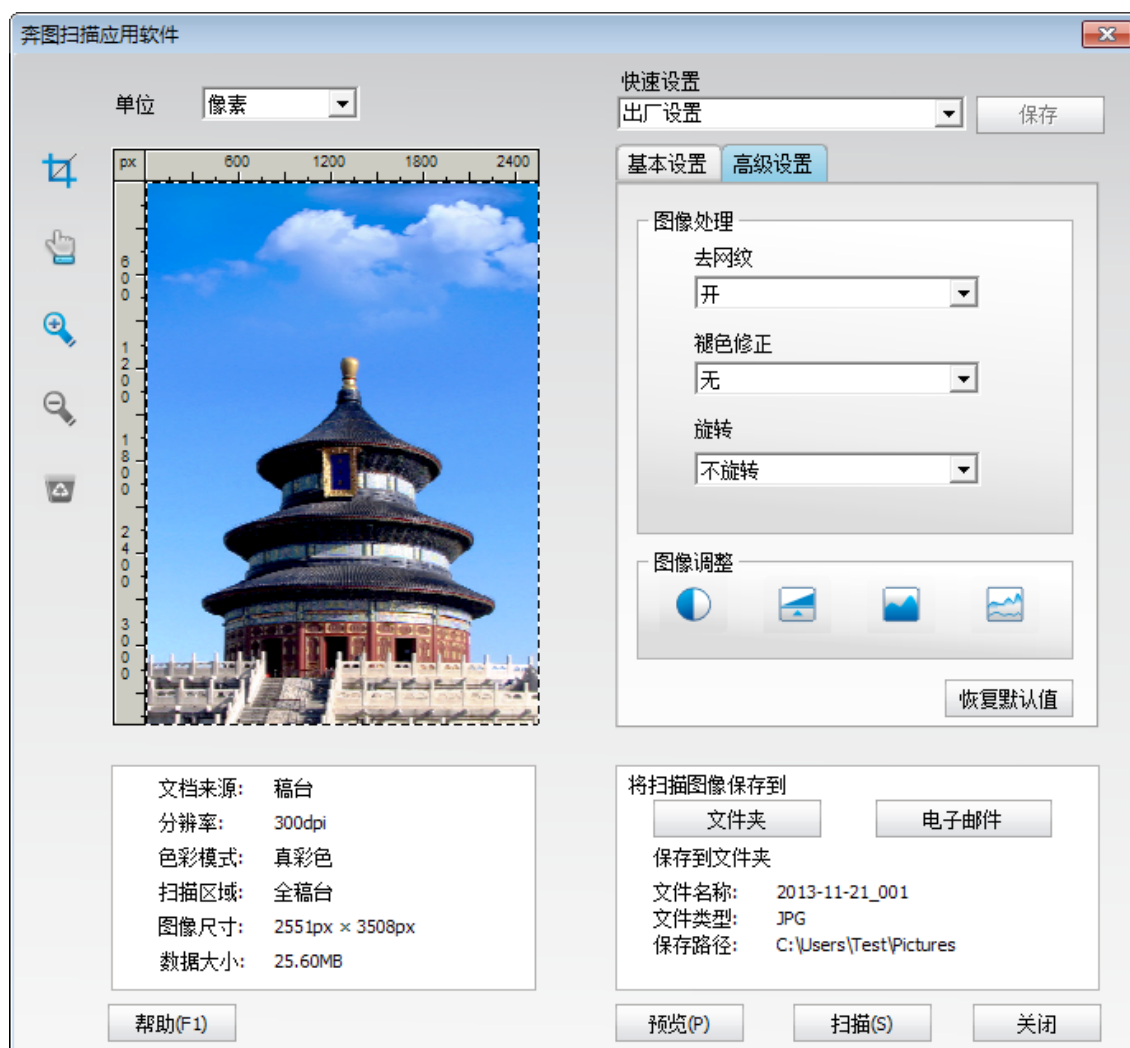 奔图扫描应用软件
单位 像素
快速设置
出厂设置 保存
px 600 1200 1800 2400
600
1200
1800
2400
3000
基本设置 高级设置
图像处理
去网纹
开
褪色修正
无
旋转
不旋转
图像调整
恢复默认值
文档来源: 稿台
分辨率: 300dpi
色彩模式: 真彩色
扫描区域: 全稿台
图像尺寸: 2551px × 3508px
数据大小: 25.60MB
将扫描图像保存到
文件夹 电子邮件
保存到文件夹
文件名称: 2013-11-21_001
文件类型: JPG
保存路径: C:\Users\Test\Pictures
帮助(F1) 预览(P) 扫描(S) 关闭